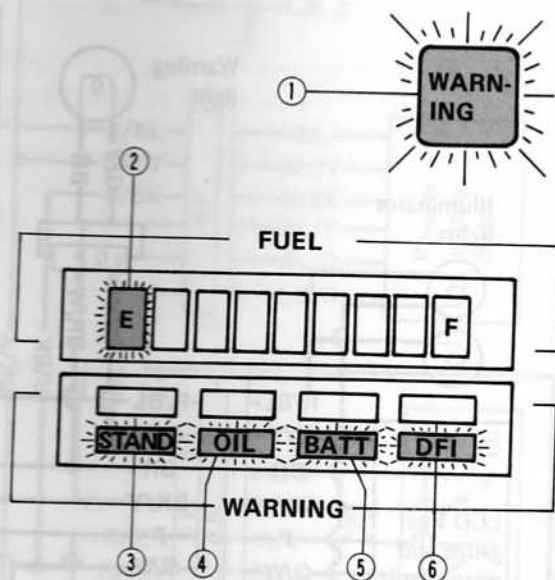 ①
WARN-
ING
②
FUEL
E F
STAND OIL BATT DFI
WARNING
③ ④ ⑤ ⑥